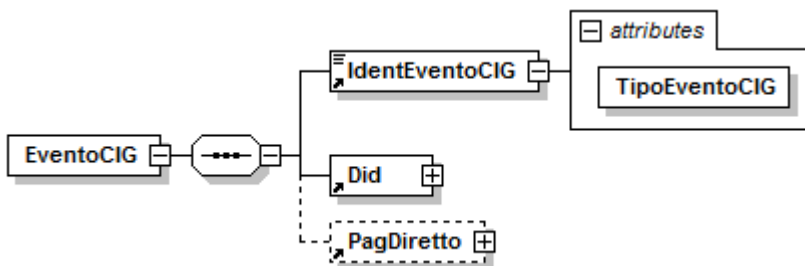 attributes
IdentEventoCIG
TipoEventoCIG
EventoCIG
Did
PagDiretto